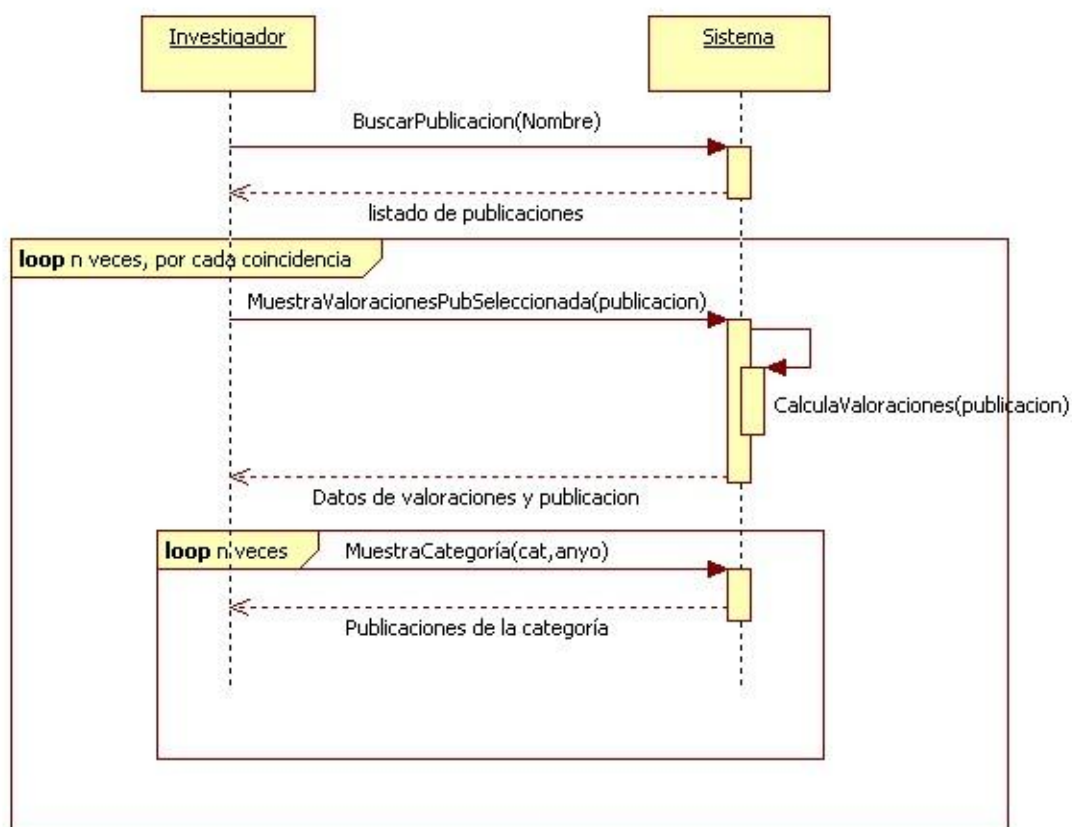 Investigador
Sistema
BuscarPublicacion(Nombre)
listado de publicaciones
loop n veces, por cada coincidencia
MuestraValoracionesPubSeleccionada(publicacion)
CalculaValoraciones(publicacion)
Datos de valoraciones y publicacion
loop n veces
MuestraCategoría(cat,anyo)
Publicaciones de la categoría